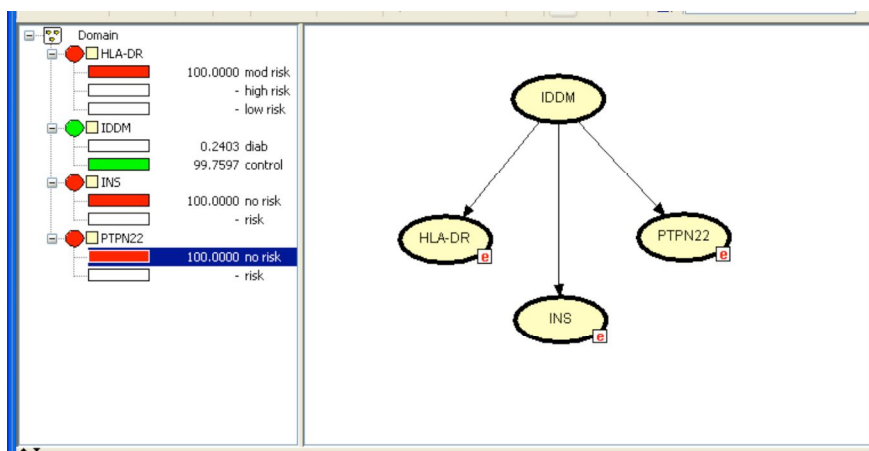 Domain
HLA-DR
100.0000 mod risk
- high risk
- low risk
IDDM
0.2403 diab
99.7597 control
INS
100.0000 no risk
- risk
PTPN22
100.0000 no risk
- risk
IDDM
HLA-DR
e
PTPN22
e
INS
e